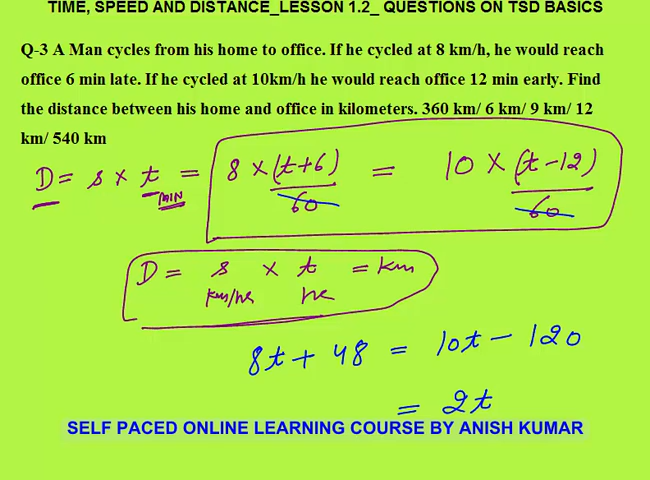 TIME, SPEED AND DISTANCE_LESSON 1.2_ QUESTIONS ON TSD BASICS
Q-3 A Man cycles from his home to office. If he cycled at 8 km/h, he would reach
office 6 min late. If he cycled at 10km/h he would reach office 12 min early. Find
the distance between his home and office in kilometers. 360 km/ 6 km/ 9 km/ 12
km/ 540 km
D = s × t = 8 × (t+6) = 10 × (t-12)
MIN 60 60
D = s × t = km
km/hr hr
8t + 48 = 10t - 120
= 2t
SELF PACED ONLINE LEARNING COURSE BY ANISH KUMAR